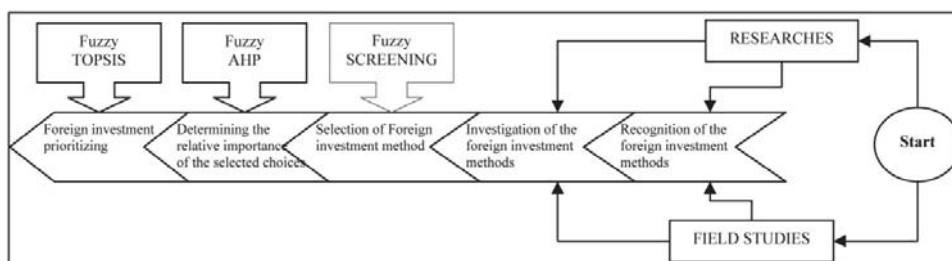 Fuzzy
TOPSIS
Fuzzy
AHP
Fuzzy
SCREENING
RESEARCHES
Foreign investment
prioritizing
Determining the
relative importance
of the selected choices.
Selection of Foreign
investment method
Investigation of the
foreign investment
methods
Recognition of the
foreign investment
methods
Start
FIELD STUDIES